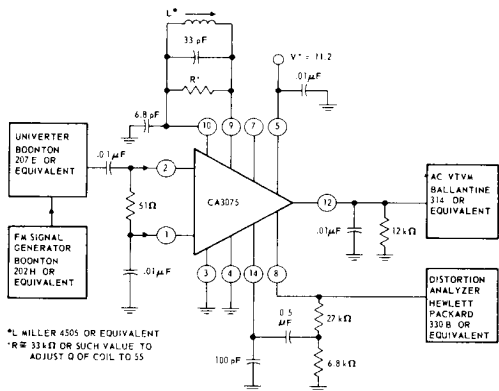 L*
33 pF
R*
V⁺ = 11.2
.01μF
6.8 pF
10
9
7
5
UNIVERTER
BOONTON
207 E OR
EQUIVALENT
.01μF
2
51Ω
1
CA3075
12
.01μF
12kΩ
AC VTVM
BALLANTINE
314 OR
EQUIVALENT
FM SIGNAL
GENERATOR
BOONTON
202 H OR
EQUIVALENT
.01μF
3
4
14
8
0.5
μF
27 kΩ
6.8 kΩ
100 pF
DISTORTION
ANALYZER
HEWLETT
PACKARD
330 B OR
EQUIVALENT
*L MILLER 4505 OR EQUIVALENT
*R ≅ 33 kΩ OR SUCH VALUE TO
ADJUST Q OF COIL TO 55